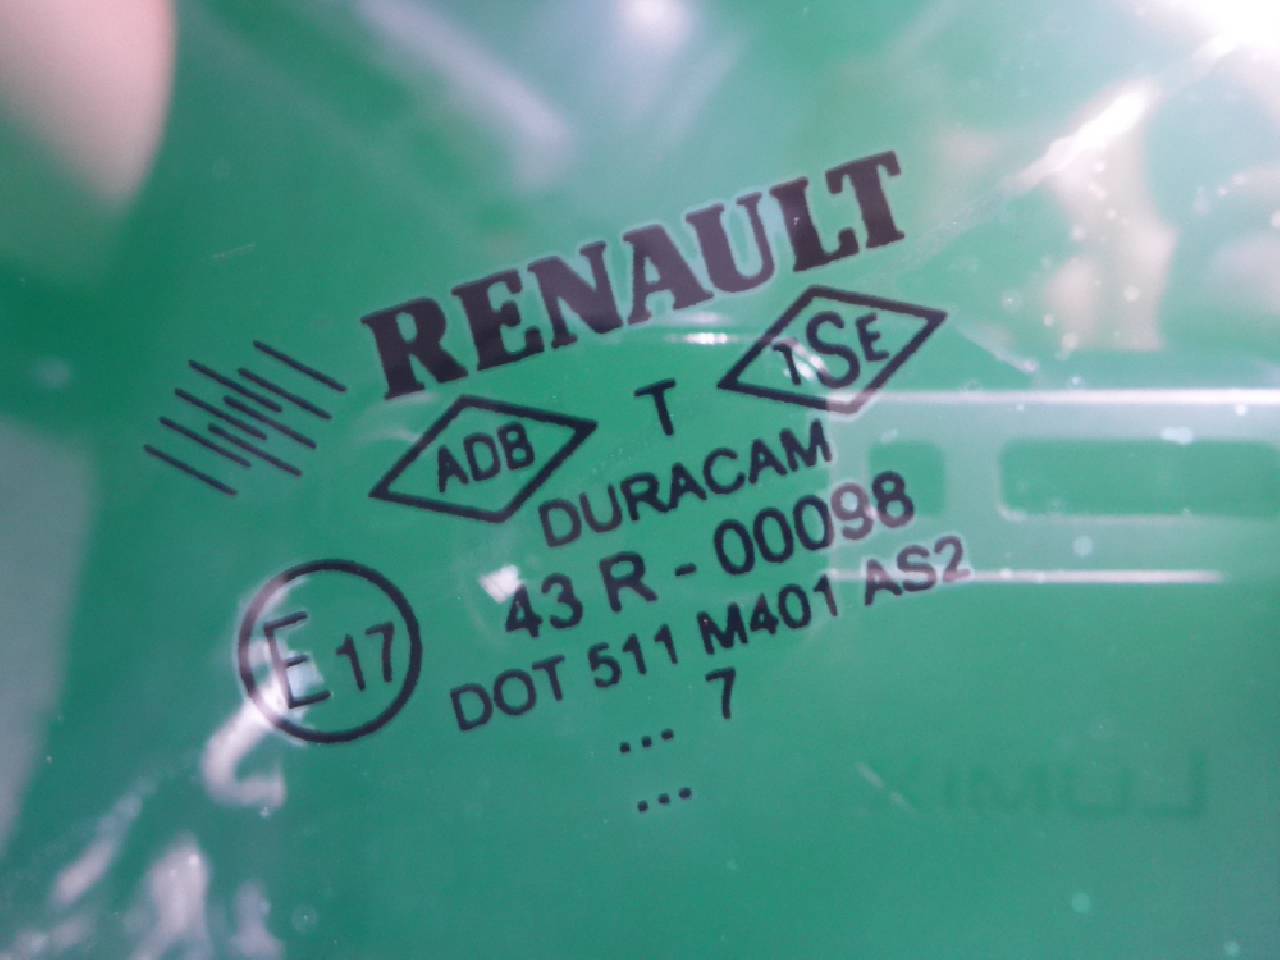 RENAULT
ADB T TSE
DURACAM
43 R - 00098
E 17
DOT 511 M401 AS2
... 7
...